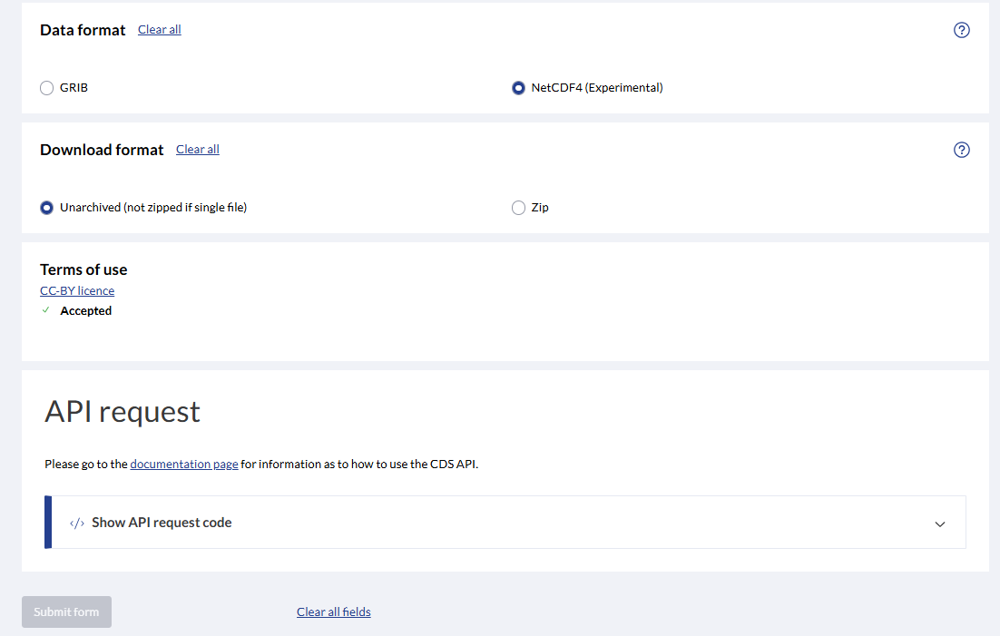 Data format Clear all
GRIB NetCDF4 (Experimental)
Download format Clear all
Unarchived (not zipped if single file) Zip
Terms of use
CC-BY licence
Accepted
API request
Please go to the documentation page for information as to how to use the CDS API.
</> Show API request code
Submit form Clear all fields